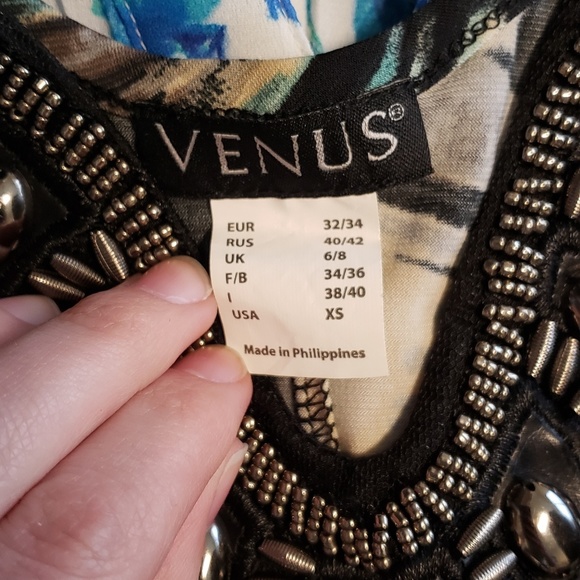 VENUS®
EUR 32/34
RUS 40/42
UK 6/8
F/B 34/36
I 38/40
USA XS
Made in Philippines